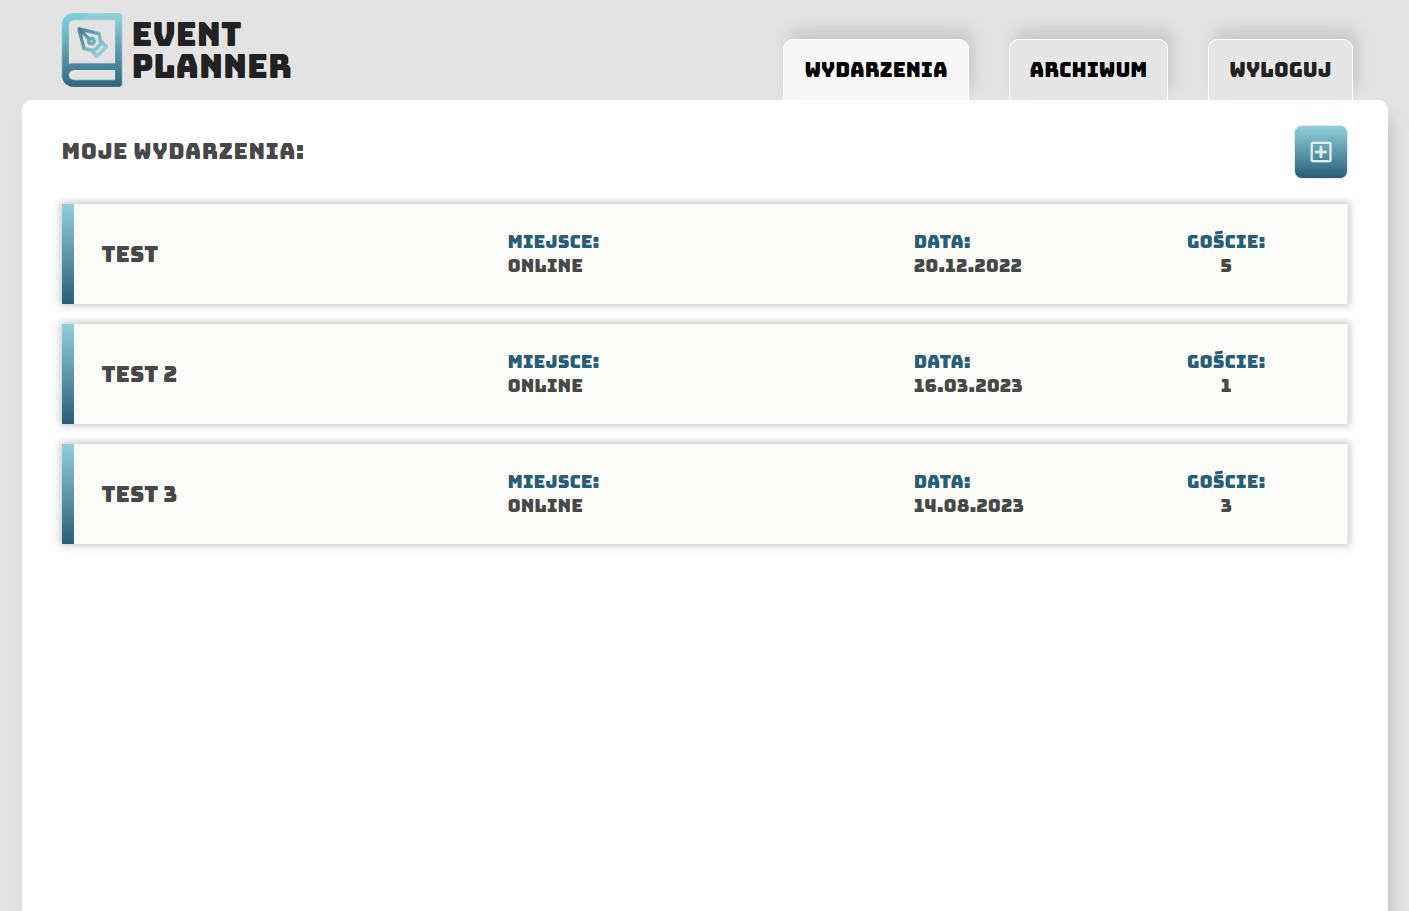 EVENT
PLANNER
WYDARZENIA
ARCHIWUM
WYLOGUJ
MOJE WYDARZENIA:
TEST
MIEJSCE:
ONLINE
DATA:
20.12.2022
GOŚCIE:
5
TEST 2
MIEJSCE:
ONLINE
DATA:
16.03.2023
GOŚCIE:
1
TEST 3
MIEJSCE:
ONLINE
DATA:
14.08.2023
GOŚCIE:
3